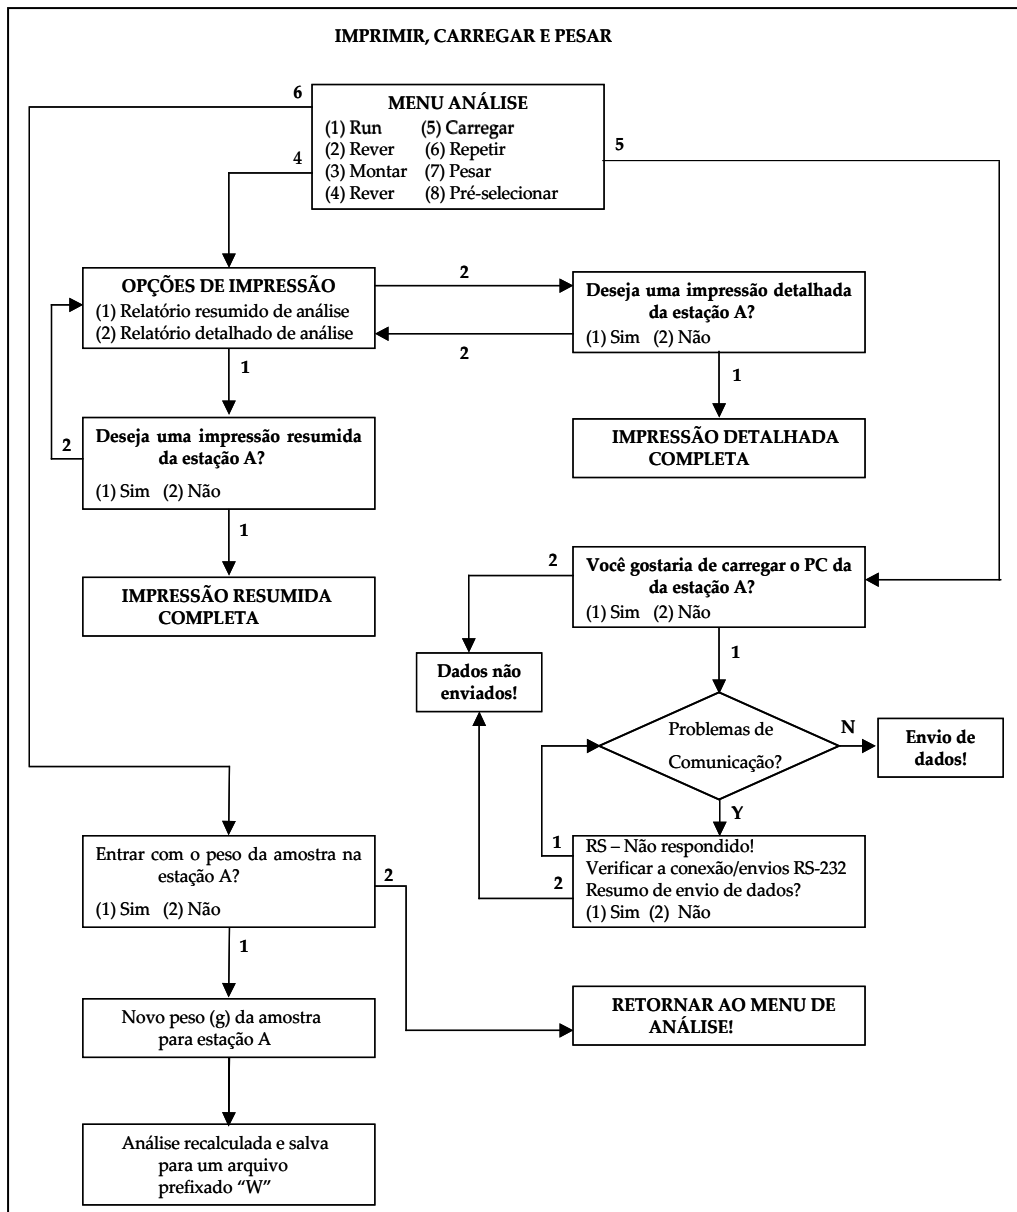 IMPRIMIR, CARREGAR E PESAR
6
MENU ANÁLISE
(1) Run (5) Carregar
(2) Rever (6) Repetir
(3) Montar (7) Pesar
(4) Rever (8) Pré-selecionar
4
5
OPÇÕES DE IMPRESSÃO
(1) Relatório resumido de análise
(2) Relatório detalhado de análise
2
2
Deseja uma impressão detalhada
da estação A?
(1) Sim (2) Não
1
1
Deseja uma impressão resumida
da estação A?
(1) Sim (2) Não
2
IMPRESSÃO DETALHADA
COMPLETA
1
IMPRESSÃO RESUMIDA
COMPLETA
2
Você gostaria de carregar o PC da
da estação A?
(1) Sim (2) Não
1
Dados não
enviados!
Problemas de
Comunicação?
N
Envio de
dados!
Y
1
2
RS – Não respondido!
Verificar a conexão/envios RS-232
Resumo de envio de dados?
(1) Sim (2) Não
Entrar com o peso da amostra na
estação A?
(1) Sim (2) Não
2
1
Novo peso (g) da amostra
para estação A
RETORNAR AO MENU DE
ANÁLISE!
Análise recalculada e salva
para um arquivo
prefixado “W”